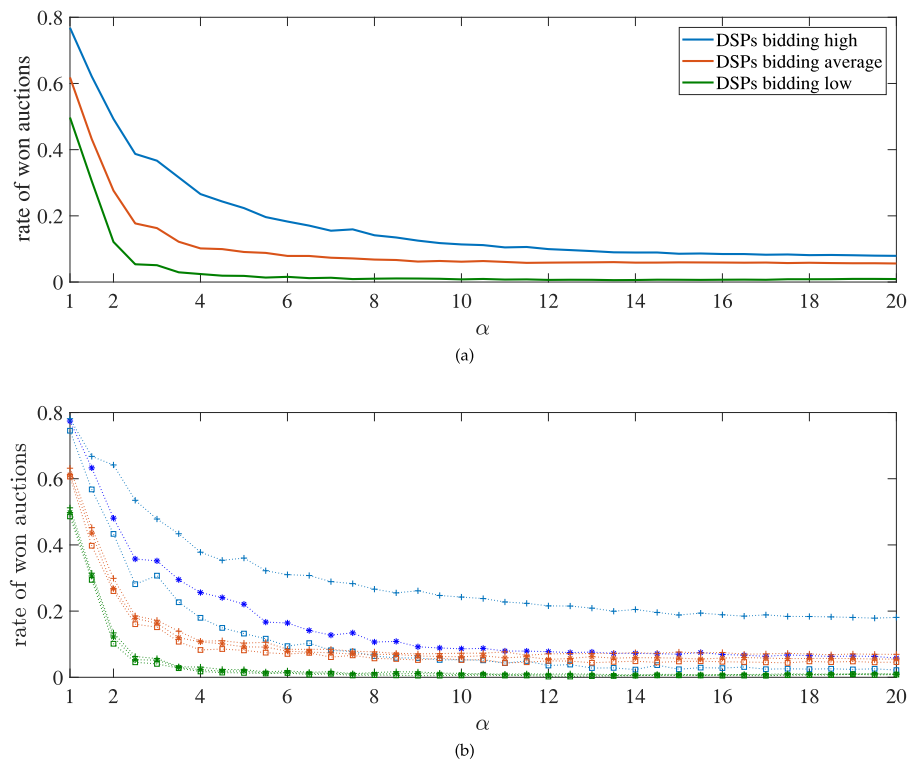 0.8
0.6
0.4
0.2
0
rate of won auctions
DSPs bidding high
DSPs bidding average
DSPs bidding low
1 2 4 6 8 10 12 14 16 18 20
α
(a)
0.8
0.6
0.4
0.2
0
rate of won auctions
1 2 4 6 8 10 12 14 16 18 20
α
(b)